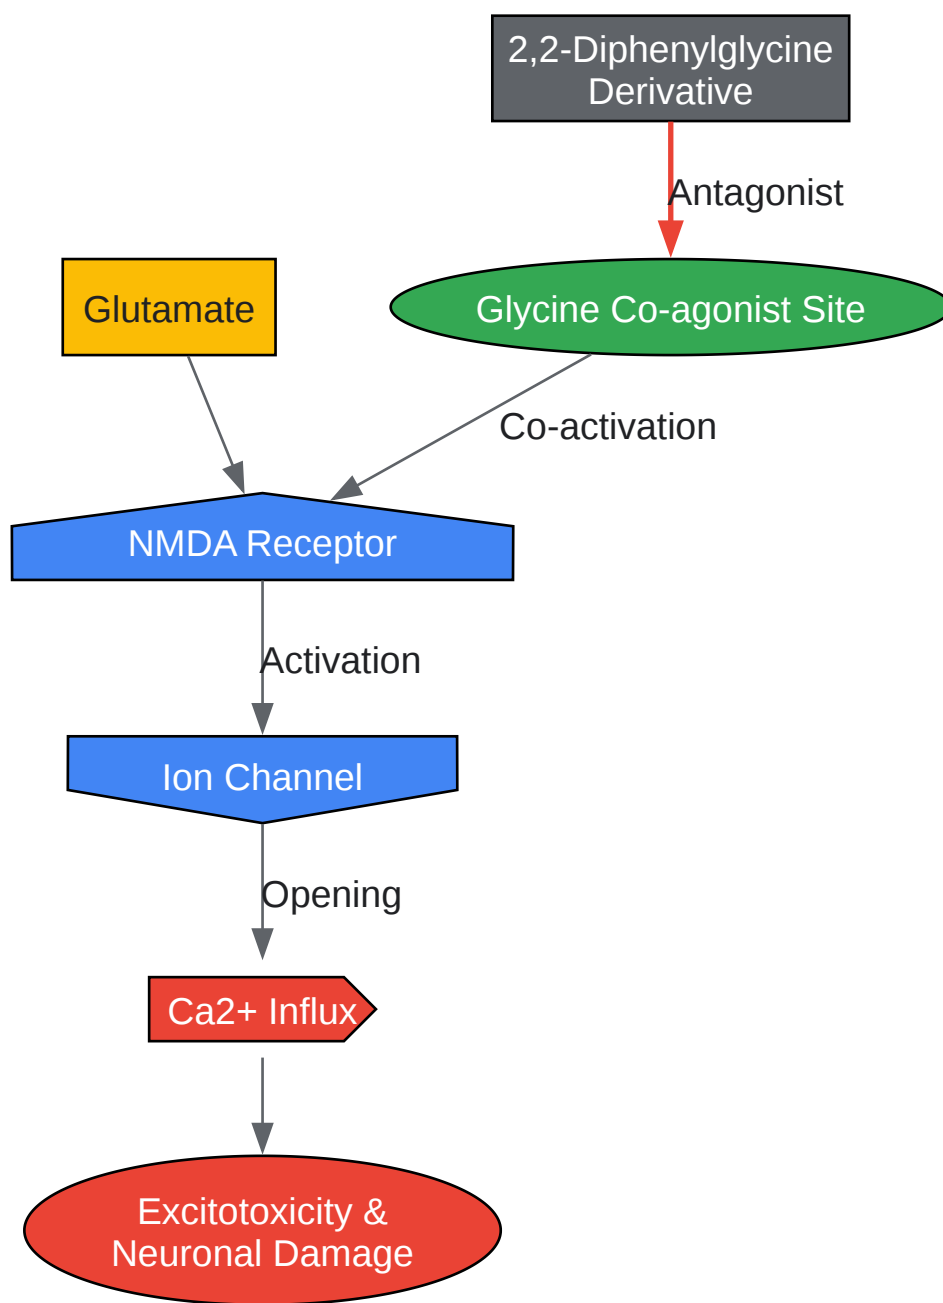 2,2-Diphenylglycine
Derivative
Antagonist
Glutamate
Glycine Co-agonist Site
Co-activation
NMDA Receptor
Activation
Ion Channel
Opening
Ca2+ Influx
Excitotoxicity &
Neuronal Damage